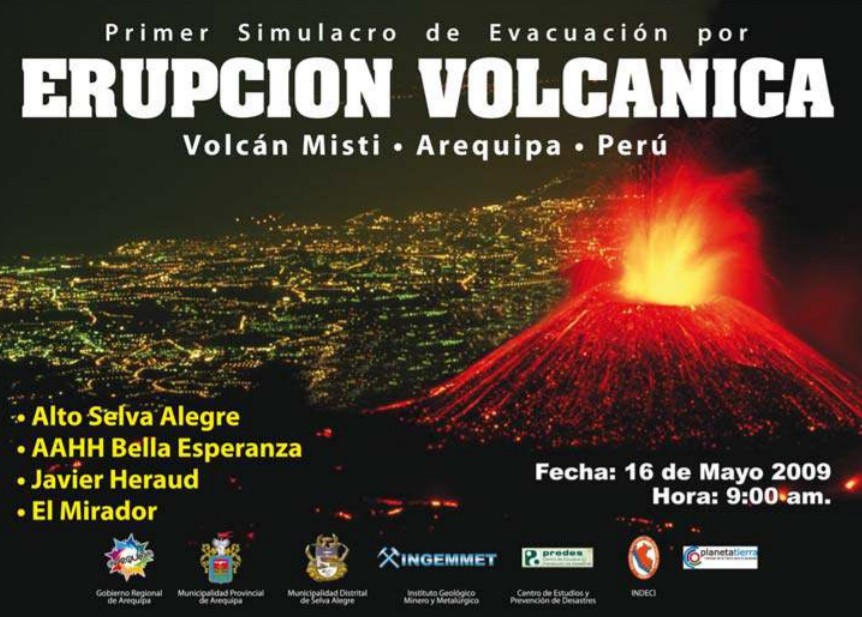 Primer Simulacro de Evacuación por
ERUPCION VOLCANICA
Volcán Misti • Arequipa • Perú
• Alto Selva Alegre
• AAHH Bella Esperanza
• Javier Heraud
• El Mirador
Fecha: 16 de Mayo 2009
Hora: 9:00 am.
Gobierno Regional
de Arequipa
Municipalidad Provincial
de Arequipa
Municipalidad Distrital
de Selva Alegre
INGEMMET
Instituto Geológico
Minero y Metalúrgico
predes
Centro de Estudios y
Prevención de Desastres
INDECI
planetatierra